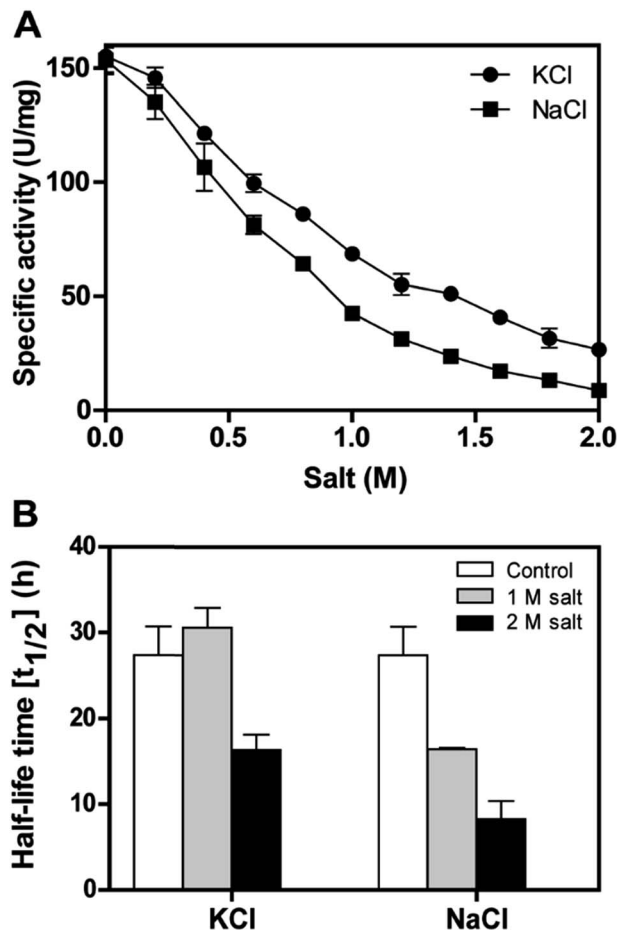 A
Specific activity (U/mg)
150
100
50
0
KCl
NaCl
0.0
0.5
1.0
1.5
2.0
Salt (M)
B
Half-life time [t1/2] (h)
40
30
20
10
0
Control
1 M salt
2 M salt
KCl
NaCl